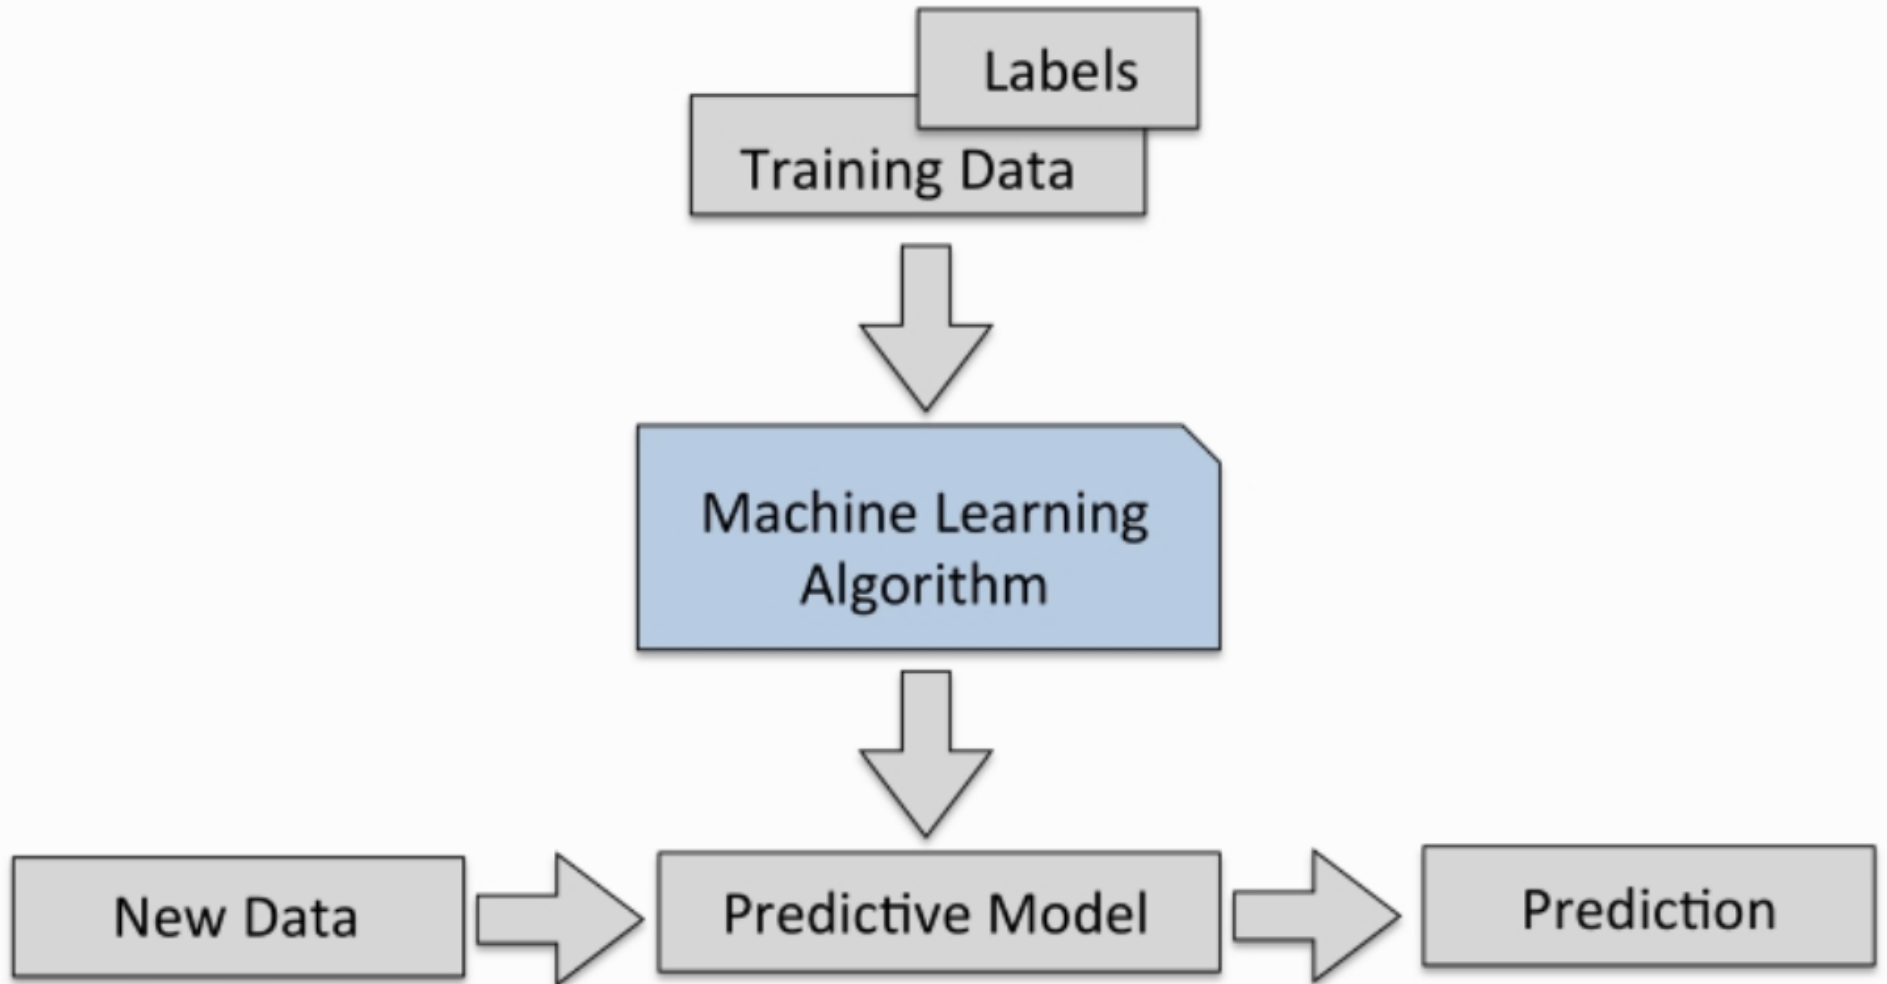 Labels
Training Data
Machine Learning
Algorithm
New Data
Predictive Model
Prediction